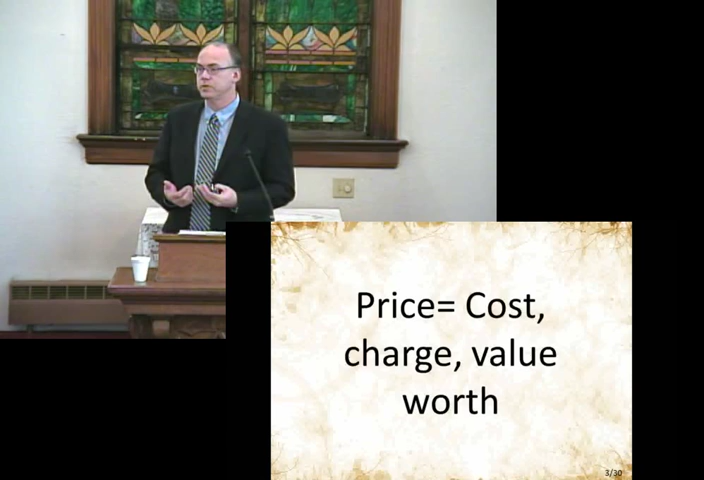 Price= Cost,
charge, value
worth
3/30